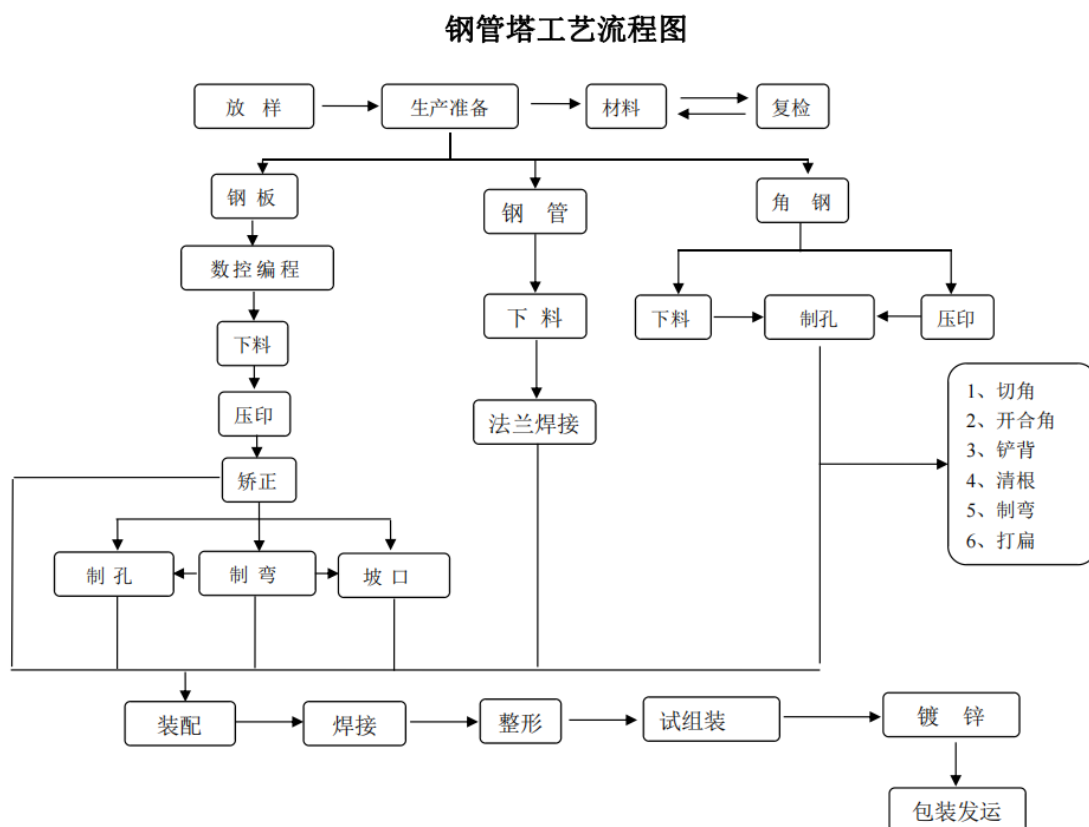 钢管塔工艺流程图
放 样
生产准备
材料
复检
钢 板
钢 管
角 钢
数控编程
下 料
下料
制孔
压印
下料
压印
法兰焊接
1、切角
2、开合角
3、铲背
4、清根
5、制弯
6、打扁
矫正
制 孔
制 弯
坡 口
装配
焊接
整形
试组装
镀 锌
包装发运